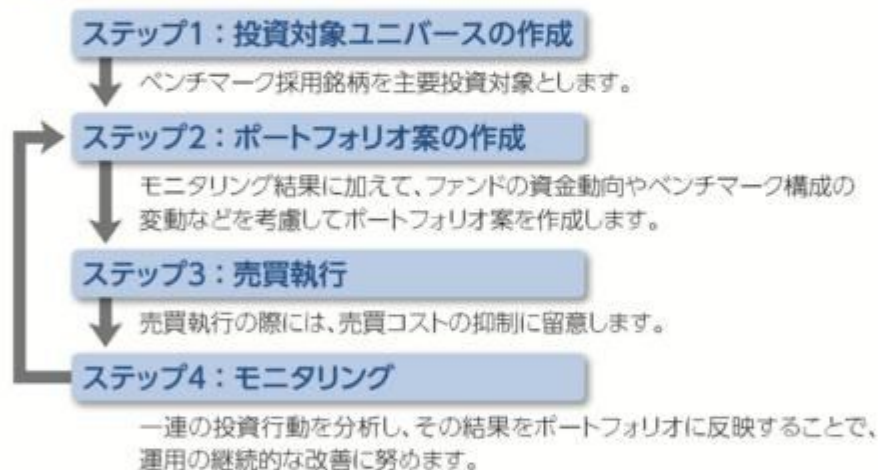 ステップ1：投資対象ユニバースの作成
ベンチマーク採用銘柄を主要投資対象とします。
ステップ2：ポートフォリオ案の作成
モニタリング結果に加えて、ファンドの資金動向やベンチマーク構成の
変動などを考慮してポートフォリオ案を作成します。
ステップ3：売買執行
売買執行の際には、売買コストの抑制に留意します。
ステップ4：モニタリング
一連の投資行動を分析し、その結果をポートフォリオに反映することで、
運用の継続的な改善に努めます。